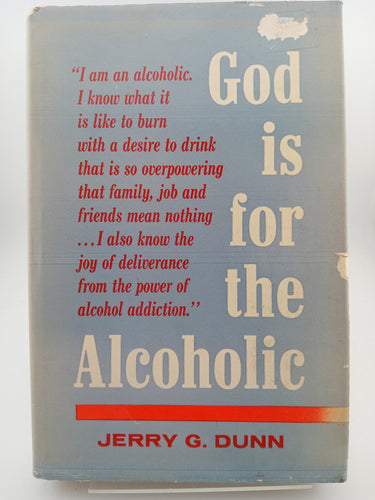 God
is
for
the
Alcoholic
"I am an alcoholic.
I know what it
is like to burn
with a desire to drink
that is so overpowering
that family, job and
friends mean nothing
...I also know the
joy of deliverance
from the power of
alcohol addiction."
JERRY G. DUNN